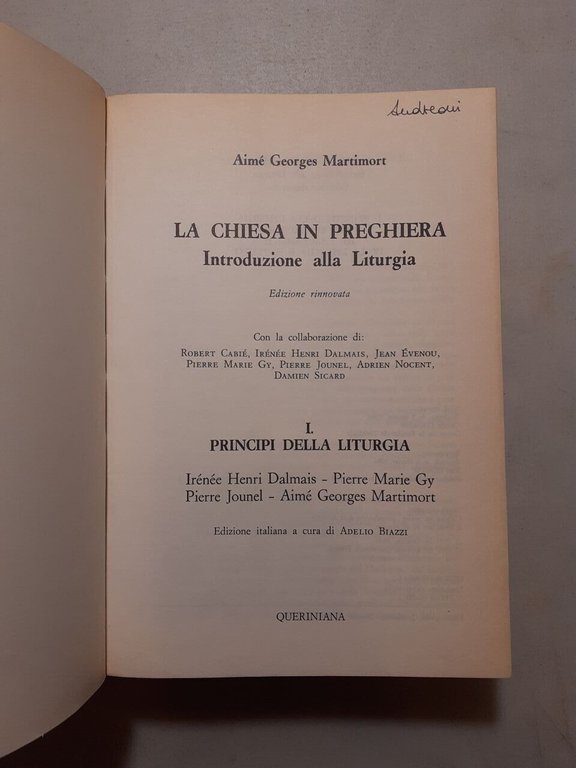 Andreoni
Aimé Georges Martimort
LA CHIESA IN PREGHIERA
Introduzione alla Liturgia
Edizione rinnovata
Con la collaborazione di:
ROBERT CABIÉ, IRÉNÉE HENRI DALMAIS, JEAN ÉVENOU,
PIERRE MARIE GY, PIERRE JOUNEL, ADRIEN NOCENT,
DAMIEN SICARD
I.
PRINCIPI DELLA LITURGIA
Irénée Henri Dalmais - Pierre Marie Gy
Pierre Jounel - Aimé Georges Martimort
Edizione italiana a cura di ADELIO BIAZZI
QUERINIANA